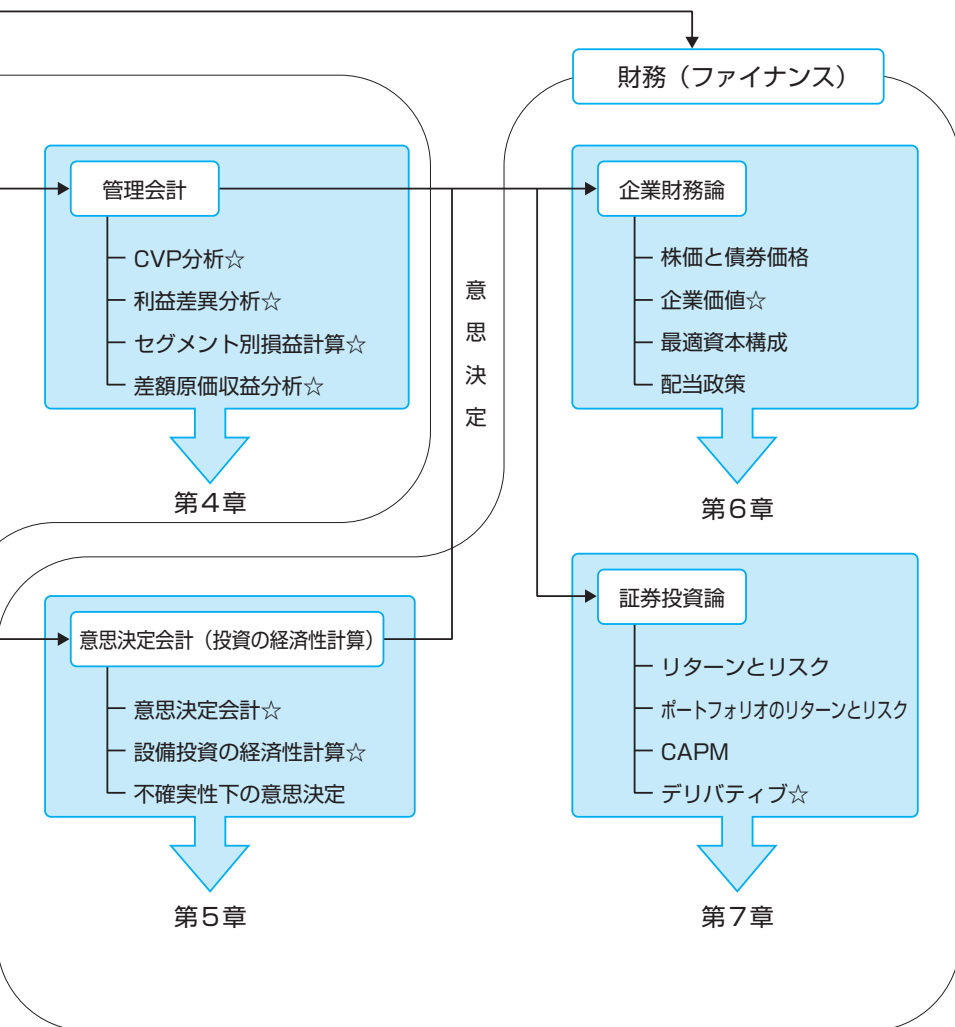 財務（ファイナンス）
管理会計
CVP分析☆
利益差異分析☆
セグメント別損益計算☆
差額原価収益分析☆
第4章
意思決定
企業財務論
株価と債券価格
企業価値☆
最適資本構成
配当政策
第6章
意思決定会計（投資の経済性計算）
意思決定会計☆
設備投資の経済性計算☆
不確実性下の意思決定
第5章
証券投資論
リターンとリスク
ポートフォリオのリターンとリスク
CAPM
デリバティブ☆
第7章